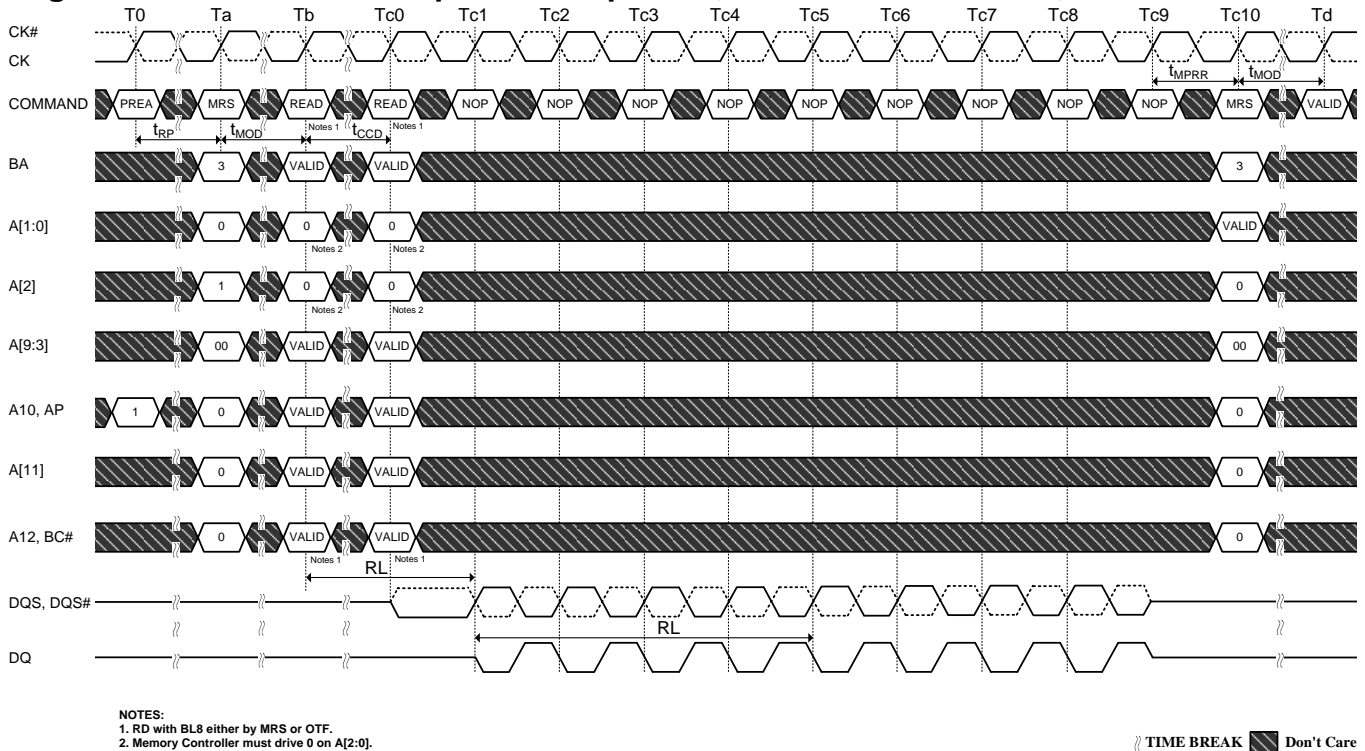 T0 Ta Tb Tc0 Tc1 Tc2 Tc3 Tc4 Tc5 Tc6 Tc7 Tc8 Tc9 Tc10 Td
CK#
CK
tMPRR tMOD
COMMAND PREA MRS READ READ NOP NOP NOP NOP NOP NOP NOP NOP NOP MRS VALID
Notes 1 Notes 1
tRP tMOD tCCD
BA 3 VALID VALID 3
A[1:0] 0 0 0 VALID
Notes 2 Notes 2
A[2] 1 0 0 0
Notes 2 Notes 2
A[9:3] 00 VALID VALID 00
A10, AP 1 0 VALID VALID 0
A[11] 0 VALID VALID 0
A12, BC# 0 VALID VALID 0
Notes 1 Notes 1
RL
DQS, DQS#
RL
DQ
NOTES:
1. RD with BL8 either by MRS or OTF.
2. Memory Controller must drive 0 on A[2:0].
TIME BREAK Don't Care